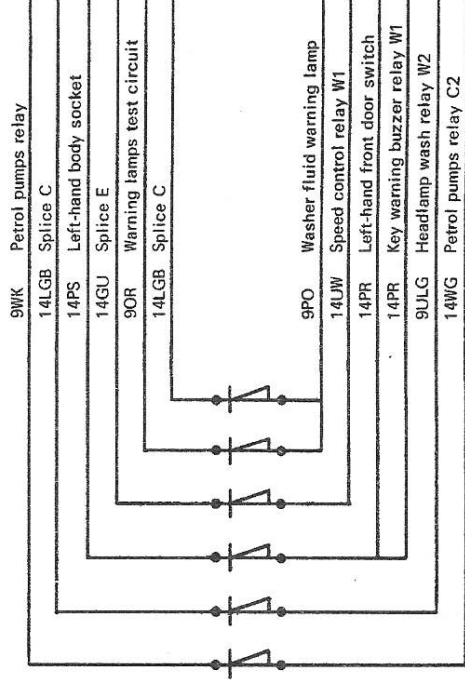 9WK Petrol pumps relay
14LGB Splice C
14PS Left-hand body socket
14GU Splice E
9OR Warning lamps test circuit
14LGB Splice C
9PO Washer fluid warning lamp
14UW Speed control relay W1
14PR Left-hand front door switch
14PR Key warning buzzer relay W1
9ULG Headlamp wash relay W2
14WG Petrol pumps relay C2